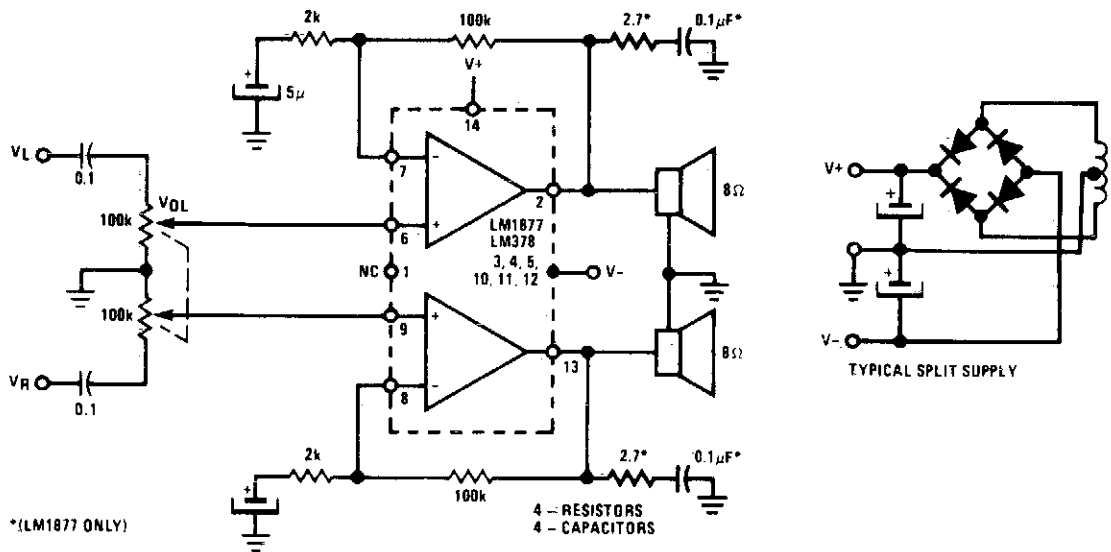 2k
100k
2.7*
0.1µF*
V+
5µ
14
VL
0.1
7
2
8Ω
100k
VOL
6
LM1877
LM378
NC
1
3, 4, 5,
10, 11, 12
V-
100k
9
13
8Ω
VR
0.1
8
2k
100k
2.7*
0.1µF*
*(LM1877 ONLY)
4 – RESISTORS
4 – CAPACITORS
V+
+
+
V-
TYPICAL SPLIT SUPPLY